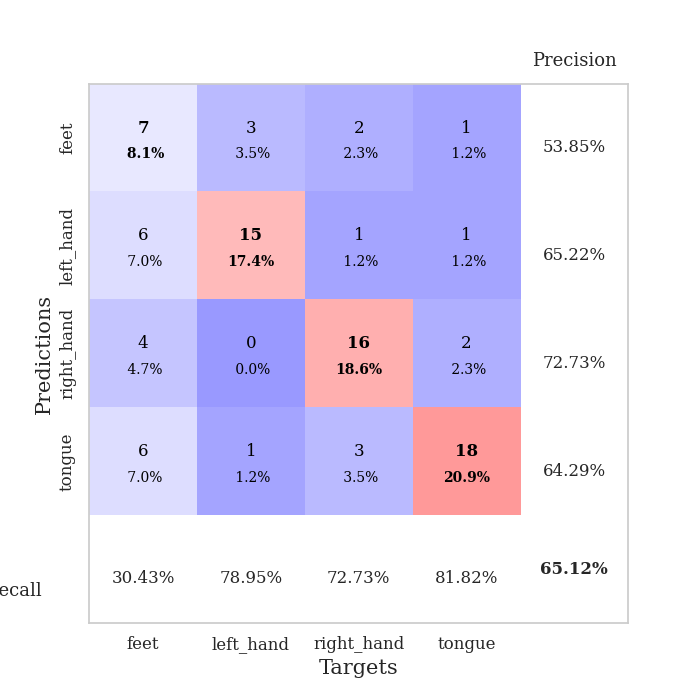 Precision
feet
7 3 2 1
8.1% 3.5% 2.3% 1.2%
53.85%
left_hand
6 15 1 1
7.0% 17.4% 1.2% 1.2%
65.22%
Predictions
right_hand
4 0 16 2
4.7% 0.0% 18.6% 2.3%
72.73%
tongue
6 1 3 18
7.0% 1.2% 3.5% 20.9%
64.29%
ecall
30.43% 78.95% 72.73% 81.82%
65.12%
feet left_hand right_hand tongue
Targets